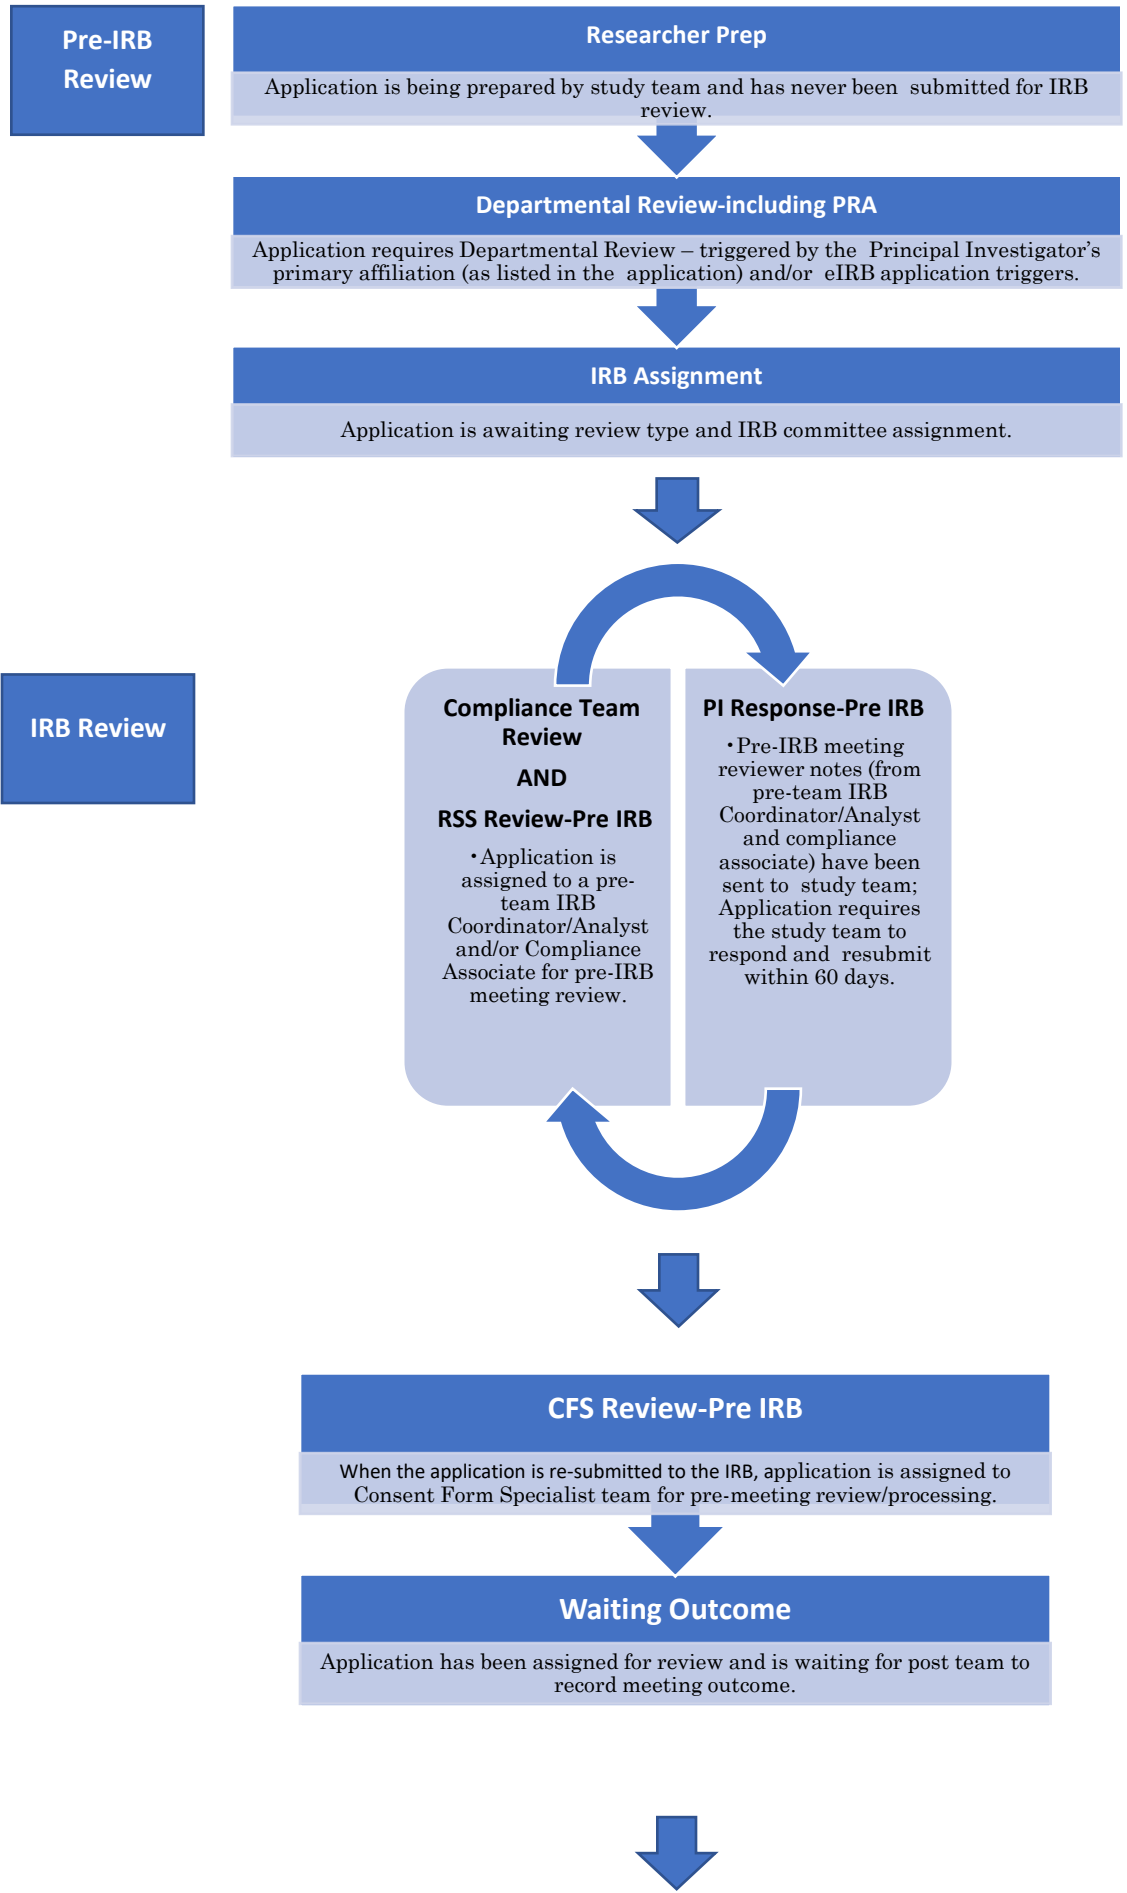 Pre-IRB
Review
Researcher Prep
Application is being prepared by study team and has never been submitted for IRB
review.
Departmental Review-including PRA
Application requires Departmental Review – triggered by the Principal Investigator’s
primary affiliation (as listed in the application) and/or eIRB application triggers.
IRB Assignment
Application is awaiting review type and IRB committee assignment.
IRB Review
Compliance Team
Review
AND
RSS Review-Pre IRB
•Application is
assigned to a pre-
team IRB
Coordinator/Analyst
and/or Compliance
Associate for pre-IRB
meeting review.
PI Response-Pre IRB
•Pre-IRB meeting
reviewer notes (from
pre-team IRB
Coordinator/Analyst
and compliance
associate) have been
sent to study team;
Application requires
the study team to
respond and resubmit
within 60 days.
CFS Review-Pre IRB
When the application is re-submitted to the IRB, application is assigned to
Consent Form Specialist team for pre-meeting review/processing.
Waiting Outcome
Application has been assigned for review and is waiting for post team to
record meeting outcome.